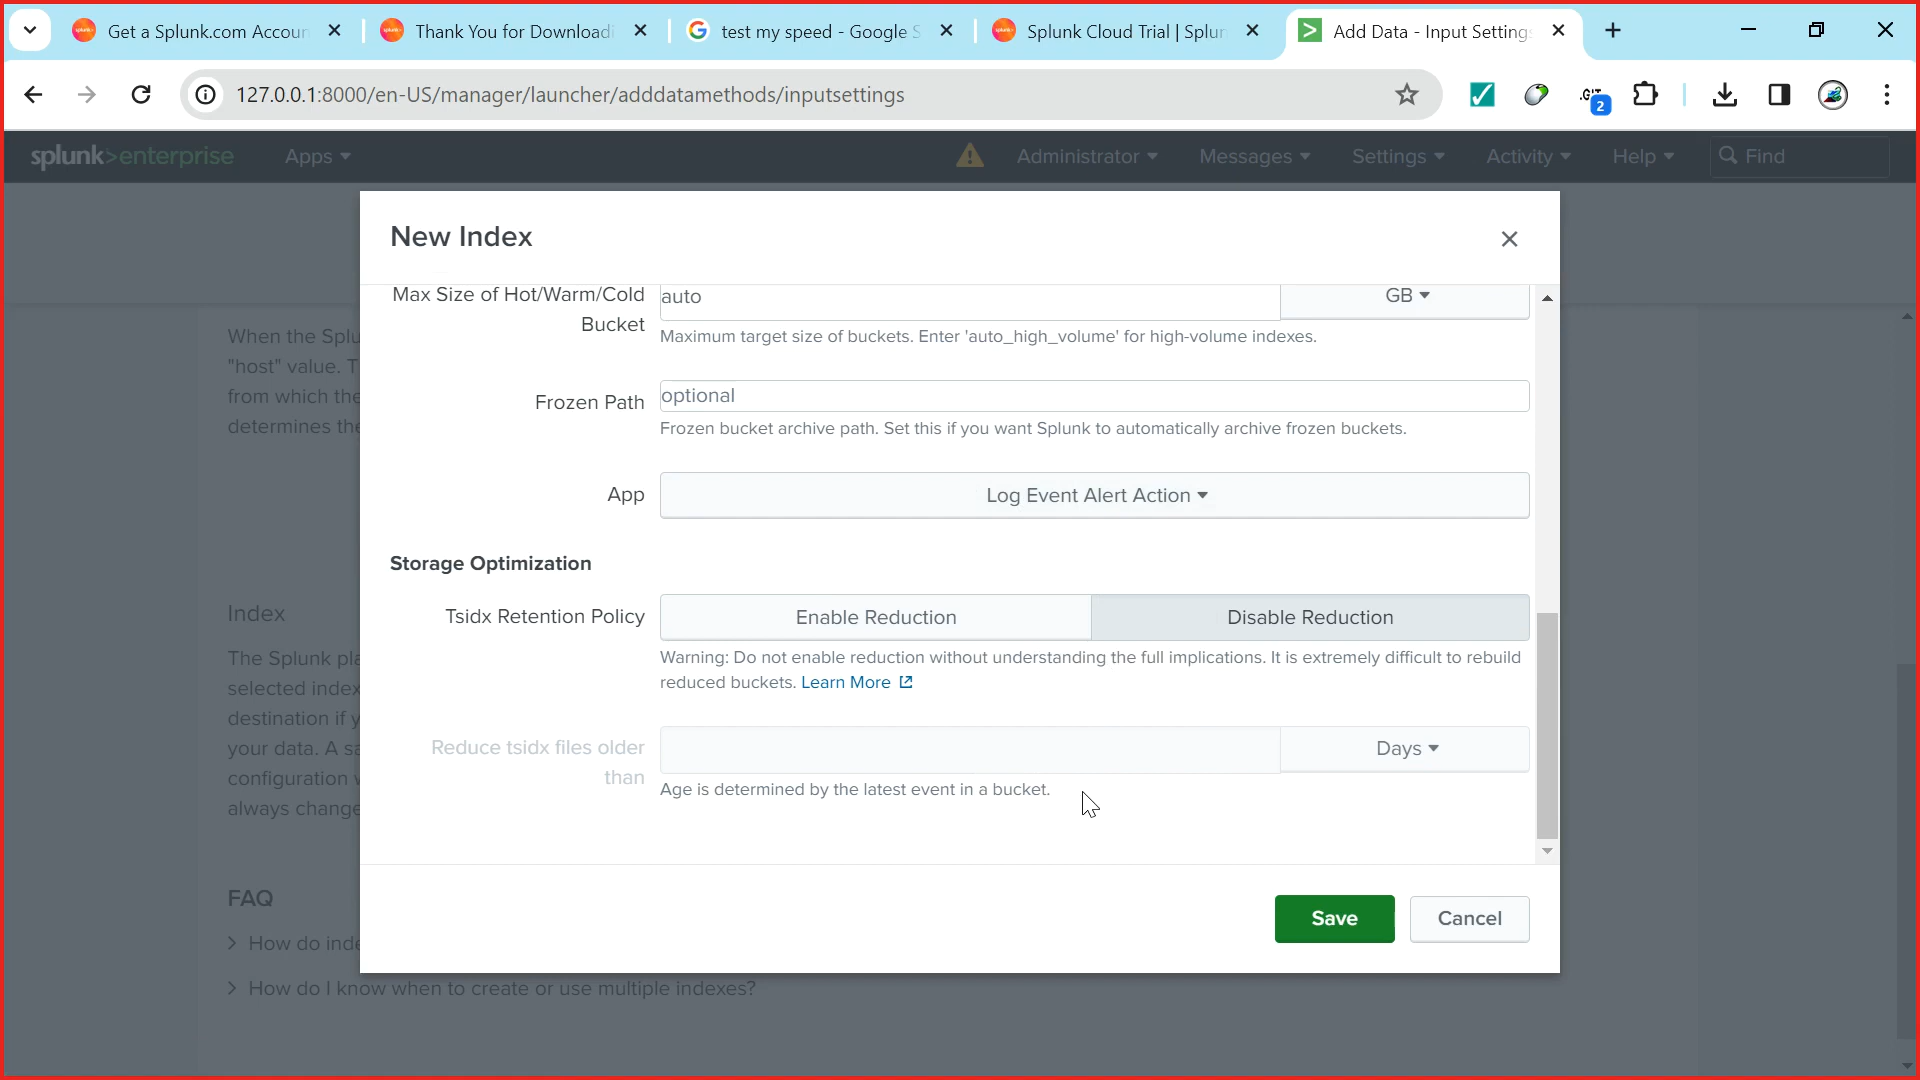 Get a Splunk.com Accoun
Thank You for Downloadi
test my speed - Google S
Splunk Cloud Trial | Splun
Add Data - Input Settings
127.0.0.1:8000/en-US/manager/launcher/adddatamethods/inputsettings
.GIT
2
splunk>enterprise
Apps
Administrator
Messages
Settings
Activity
Help
Find
New Index
Max Size of Hot/Warm/Cold
Bucket
auto
GB
Maximum target size of buckets. Enter 'auto_high_volume' for high-volume indexes.
Frozen Path
optional
Frozen bucket archive path. Set this if you want Splunk to automatically archive frozen buckets.
App
Log Event Alert Action
Storage Optimization
Tsidx Retention Policy
Enable Reduction
Disable Reduction
Warning: Do not enable reduction without understanding the full implications. It is extremely difficult to rebuild
reduced buckets. Learn More
Reduce tsidx files older
than
Days
Age is determined by the latest event in a bucket.
Save
Cancel
When the Splu
"host" value. T
from which the
determines the
Index
The Splunk pla
selected index
destination if y
your data. A sa
configuration w
always change
FAQ
How do inde
How do I know when to create or use multiple indexes?